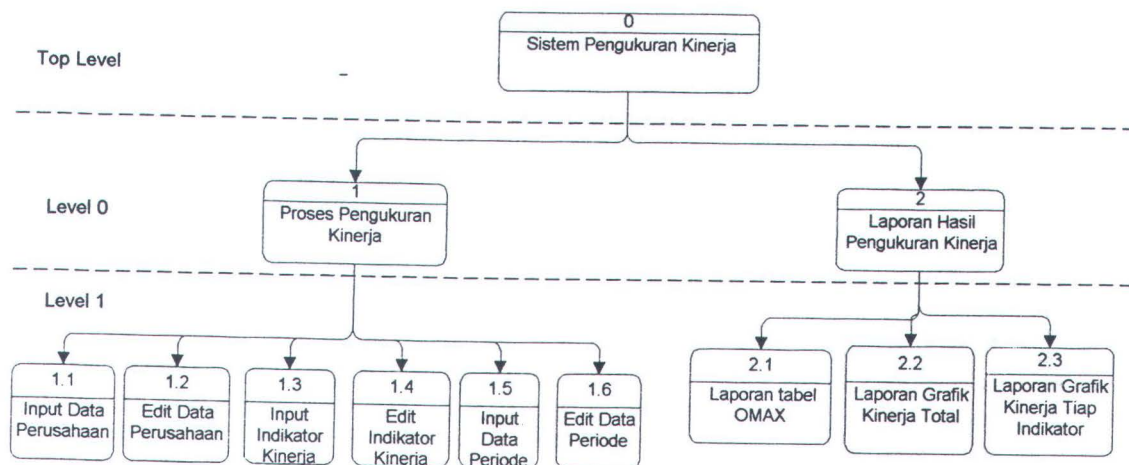 Top Level
0
Sistem Pengukuran Kinerja
Level 0
1
Proses Pengukuran
Kinerja
2
Laporan Hasil
Pengukuran Kinerja
Level 1
1.1
Input Data
Perusahaan
1.2
Edit Data
Perusahaan
1.3
Input
Indikator
Kinerja
1.4
Edit
Indikator
Kinerja
1.5
Input
Data
Periode
1.6
Edit Data
Periode
2.1
Laporan tabel
OMAX
2.2
Laporan Grafik
Kinerja Total
2.3
Laporan Grafik
Kinerja Tiap
Indikator